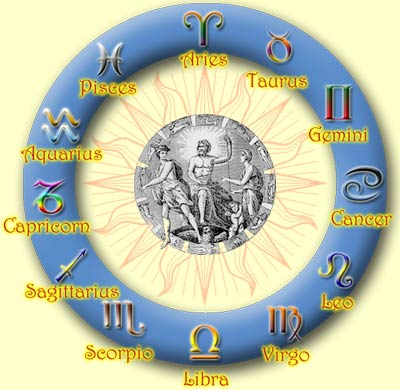 Aries
Taurus
Gemini
Cancer
Leo
Virgo
Libra
Scorpio
Sagittarius
Capricorn
Aquarius
Pisces